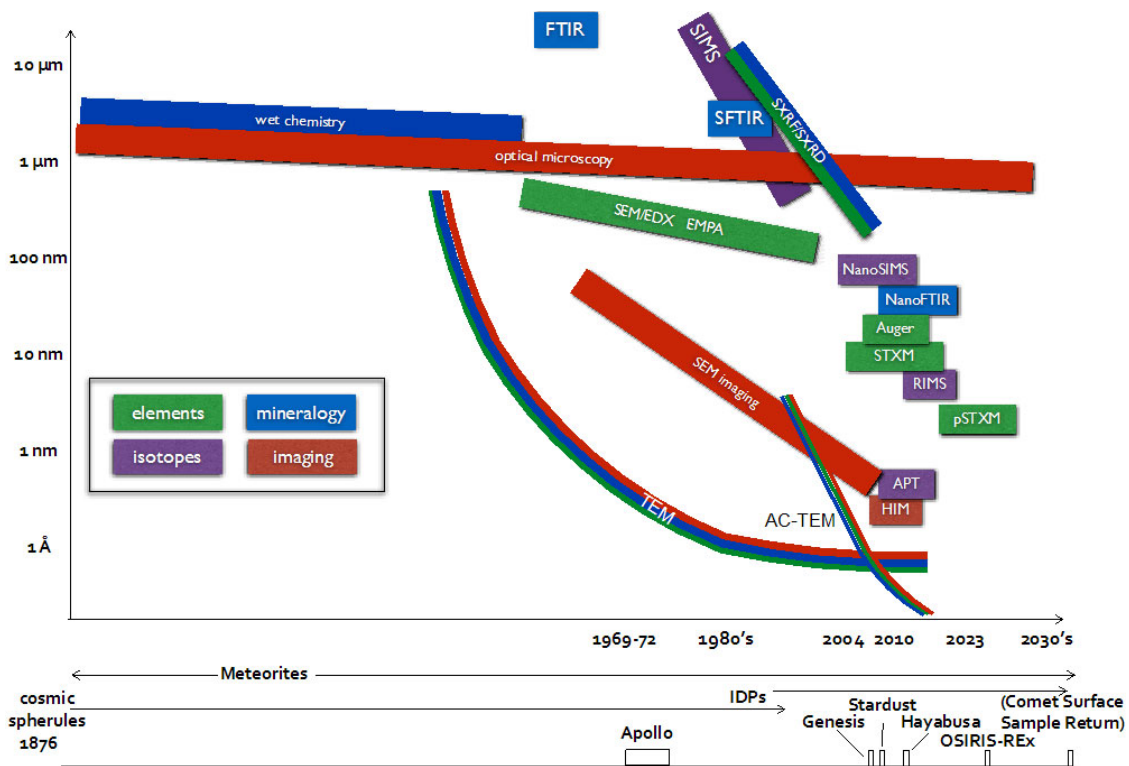 FTIR
SIMS
10 µm
SXRF/SXRD
SFTIR
wet chemistry
optical microscopy
1 µm
SEM/EDX EMPA
100 nm
NanoSIMS
NanoFTIR
Auger
10 nm
STXM
SEM imaging
RIMS
elements
mineralogy
pSTXM
isotopes
imaging
1 nm
APT
TEM
HIM
AC-TEM
1 Å
1969-72
1980's
2004
2010
2023
2030's
Meteorites
cosmic
spherules
1876
IDPs
Stardust
(Comet Surface
Sample Return)
Genesis
Hayabusa
OSIRIS-REx
Apollo